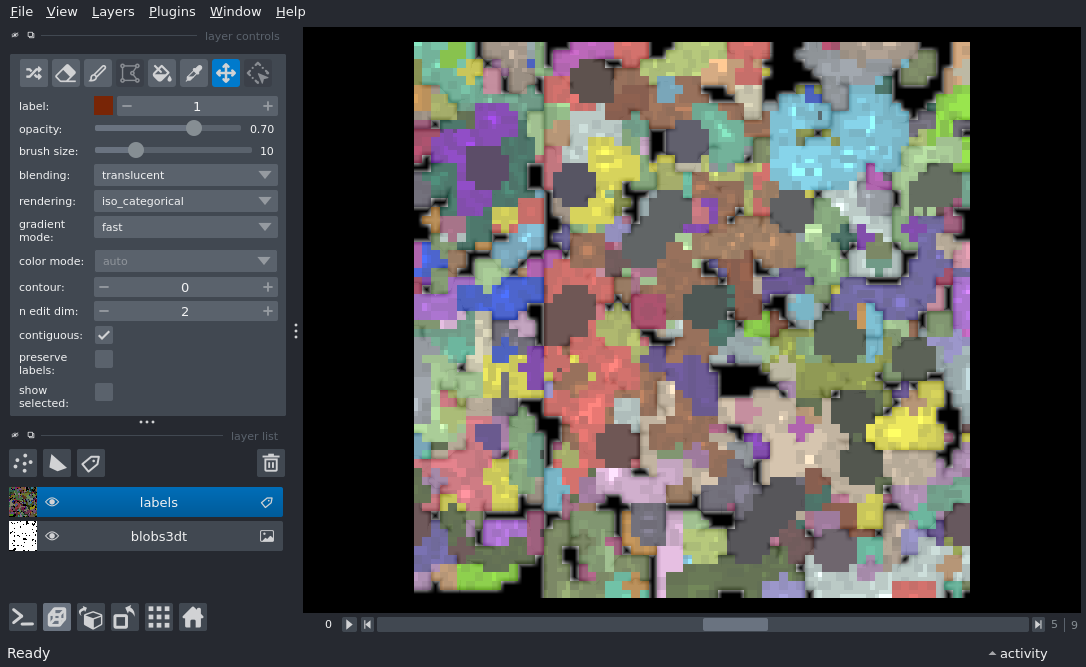 File View Layers Plugins Window Help
layer controls
label: 1
opacity: 0.70
brush size: 10
blending: translucent
rendering: iso_categorical
gradient mode: fast
color mode: auto
contour: 0
n edit dim: 2
contiguous:
preserve labels:
show selected:
layer list
labels
blobs3dt
0 5 | 9
Ready activity